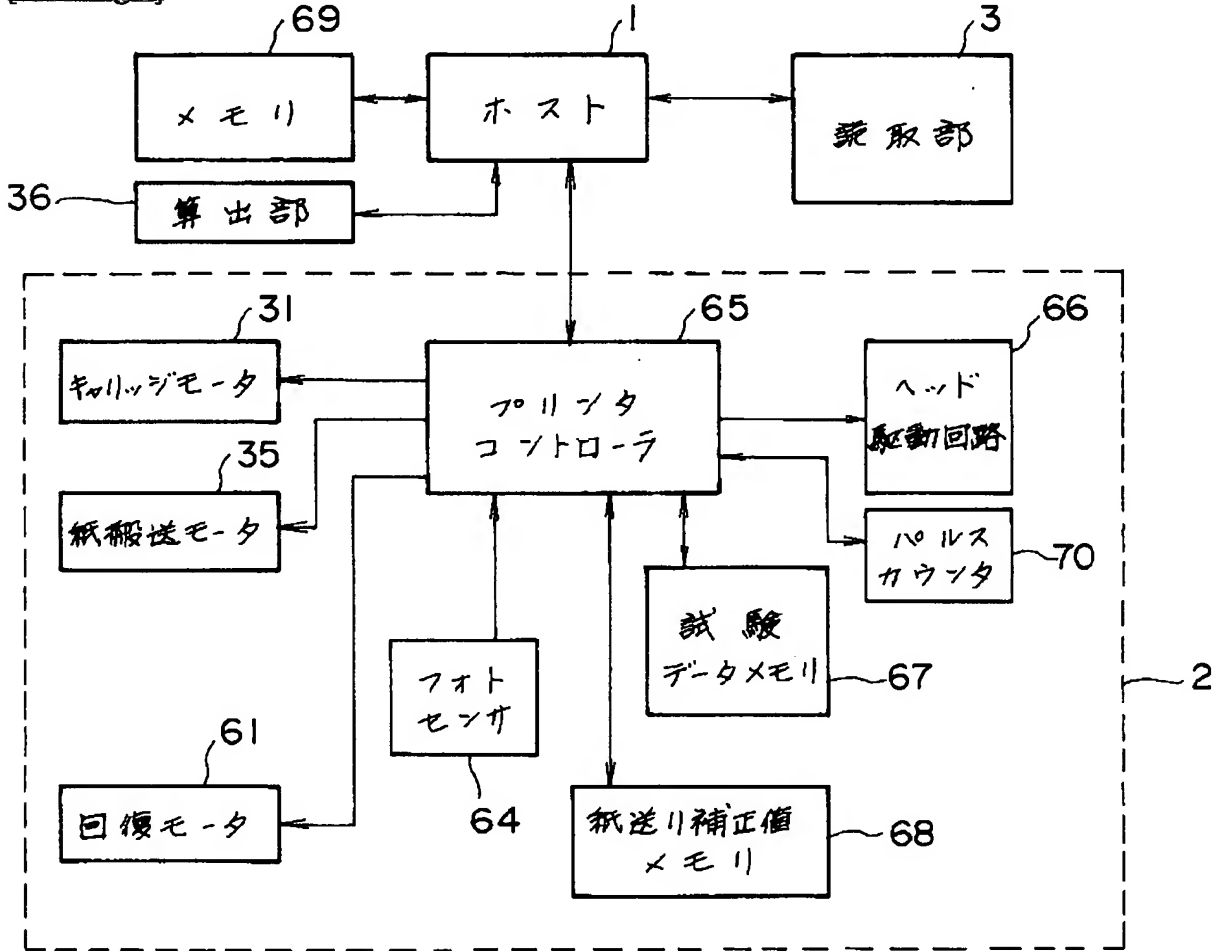 69
1
3
メモリ
ホスト
読取部
36
算出部
31
65
66
キャリッジモータ
プリンタ
コントローラ
ヘッド
駆動回路
35
紙搬送モータ
パルス
カウンタ
70
試験
データメモリ
67
フォト
センサ
64
2
61
回復モータ
紙送り補正値
メモリ
68